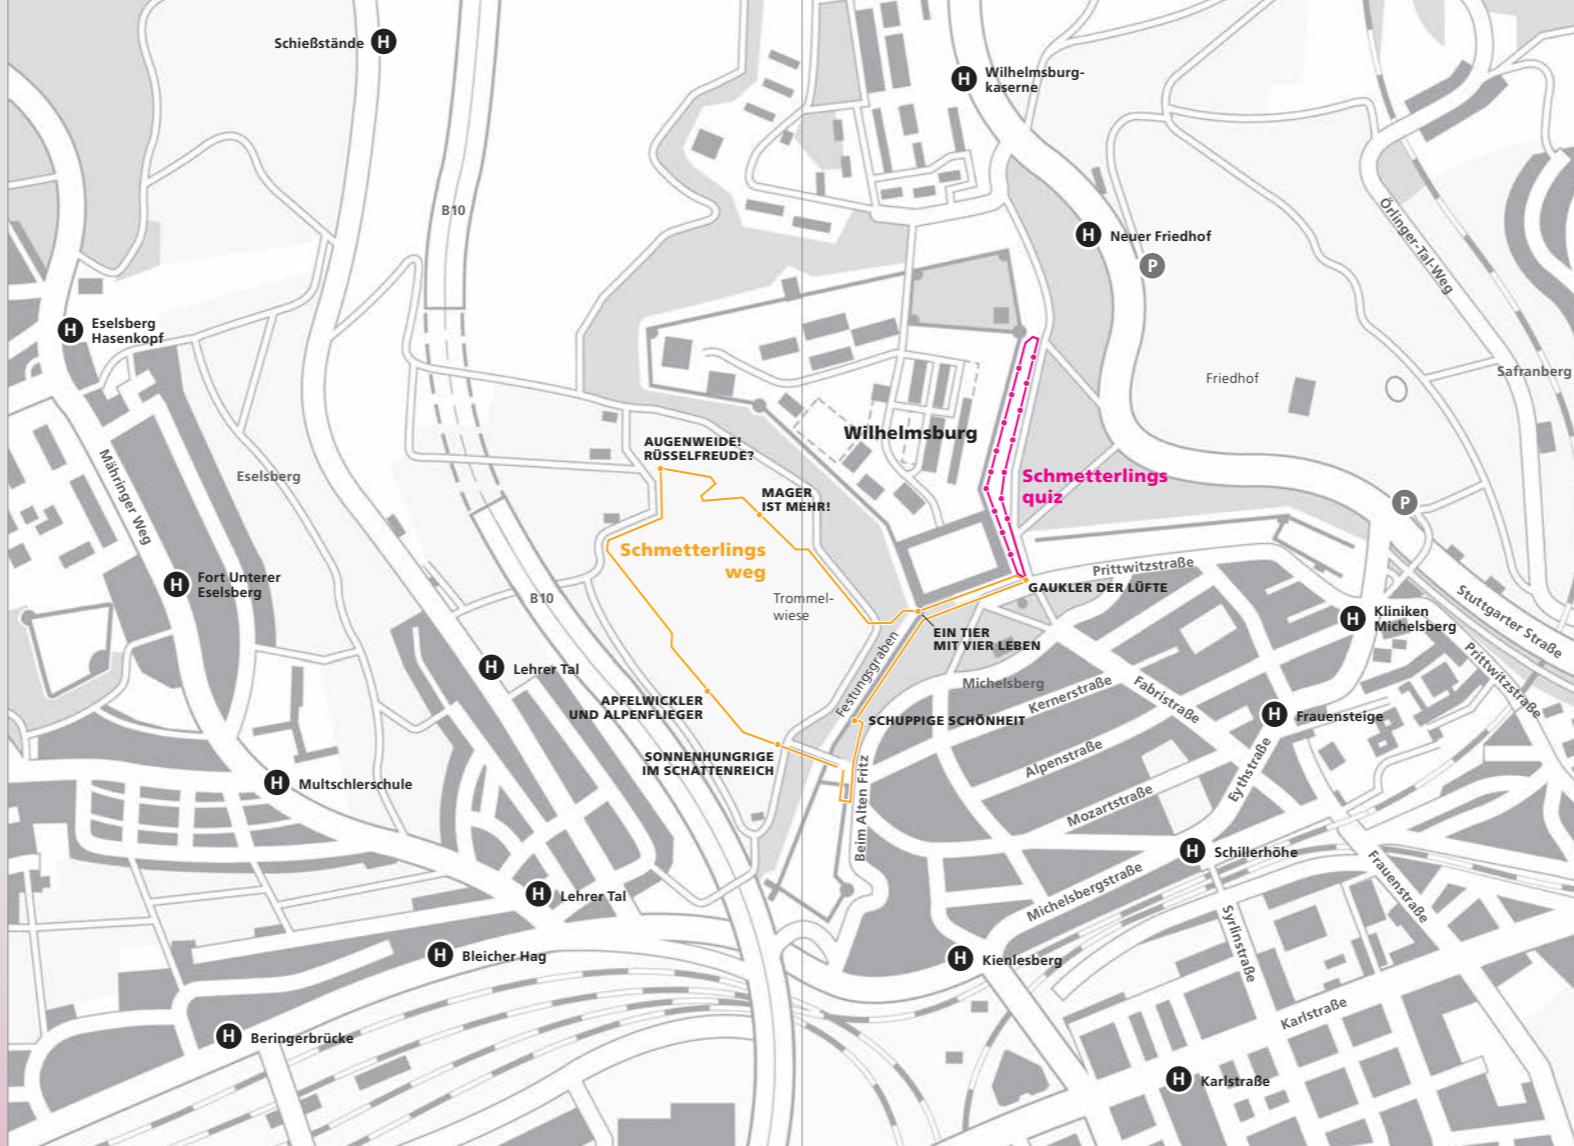 Schießstände
H
H
Wilhelmsburg-
kaserne
B10
Örlinger-Tal-Weg
H
Neuer Friedhof
P
H
Eselsberg
Hasenkopf
Safranberg
Friedhof
Wilhelmsburg
AUGENWEIDE!
RÜSSELFREUDE?
Mähringer Weg
Eselsberg
Schmetterlings
quiz
MAGER
IST MEHR!
P
Schmetterlings
weg
Prittwitzstraße
H
Fort Unterer
Eselsberg
GAUKLER DER LÜFTE
B10
Trommel-
wiese
Stuttgarter Straße
H
Kliniken
Michelsberg
EIN TIER
MIT VIER LEBEN
Festungsgraben
H
Lehrer Tal
Michelsberg
Kernerstraße
Fabristraße
Prittwitzstraße
APFELWICKLER
UND ALPENFLIEGER
SCHUPPIGE SCHÖNHEIT
H
Frauensteige
SONNENHUNGRIGE
IM SCHATTENREICH
Alpenstraße
Eythstraße
H
Multschlerschule
Beim Alten Fritz
Mozartstraße
H
Schillerhöhe
H
Lehrer Tal
Michelsbergstraße
Frauenstraße
Syrlinstraße
H
Bleicher Hag
H
Kienlesberg
Karlstraße
H
Beringerbrücke
H
Karlstraße